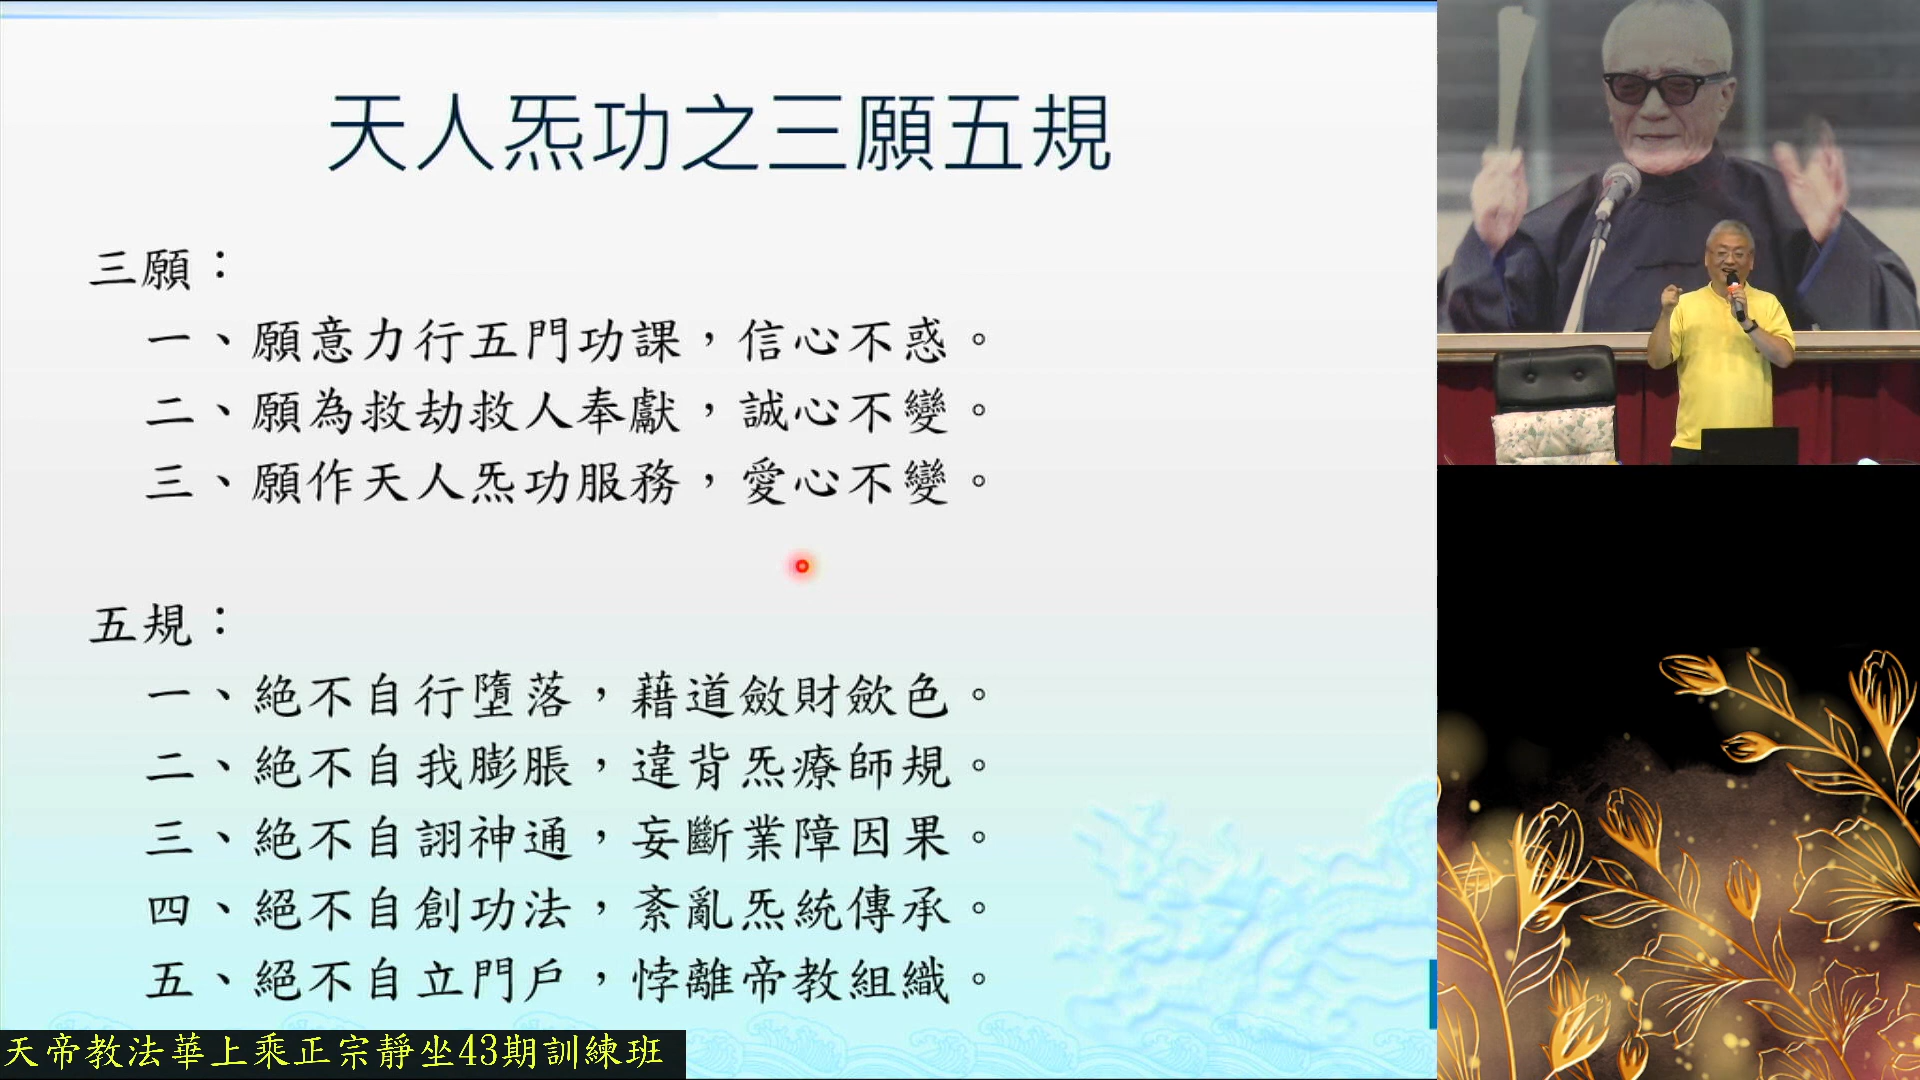 天人炁功之三願五規
三願：
一、願意力行五門功課，信心不惑。
二、願為救劫救人奉獻，誠心不變。
三、願作天人炁功服務，愛心不變。
五規：
一、絕不自行墮落，藉道斂財歛色。
二、絕不自我膨脹，違背炁療師規。
三、絕不自詡神通，妄斷業障因果。
四、絕不自創功法，紊亂炁統傳承。
五、絕不自立門戶，悖離帝教組織。
天帝教法華上乘正宗靜坐43期訓練班